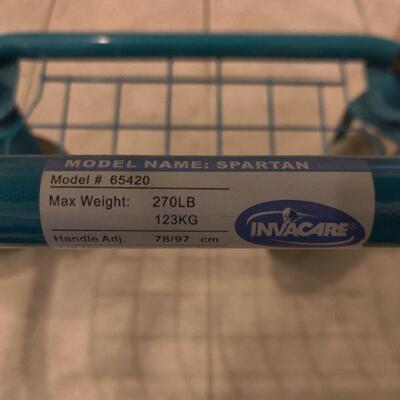 MODEL NAME: SPARTAN
Model # 65420
Max Weight: 270LB
123KG
INVACARE®
Handle Adj. 78/97 cm